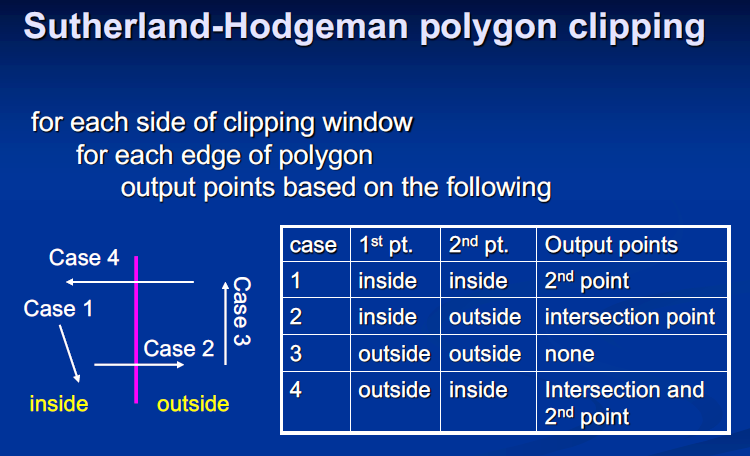 Sutherland-Hodgeman polygon clipping
for each side of clipping window
for each edge of polygon
output points based on the following
Case 4
Case 1
Case 2
Case 3
inside
outside
case 1st pt. 2nd pt. Output points
1 inside inside 2nd point
2 inside outside intersection point
3 outside outside none
4 outside inside Intersection and
2nd point